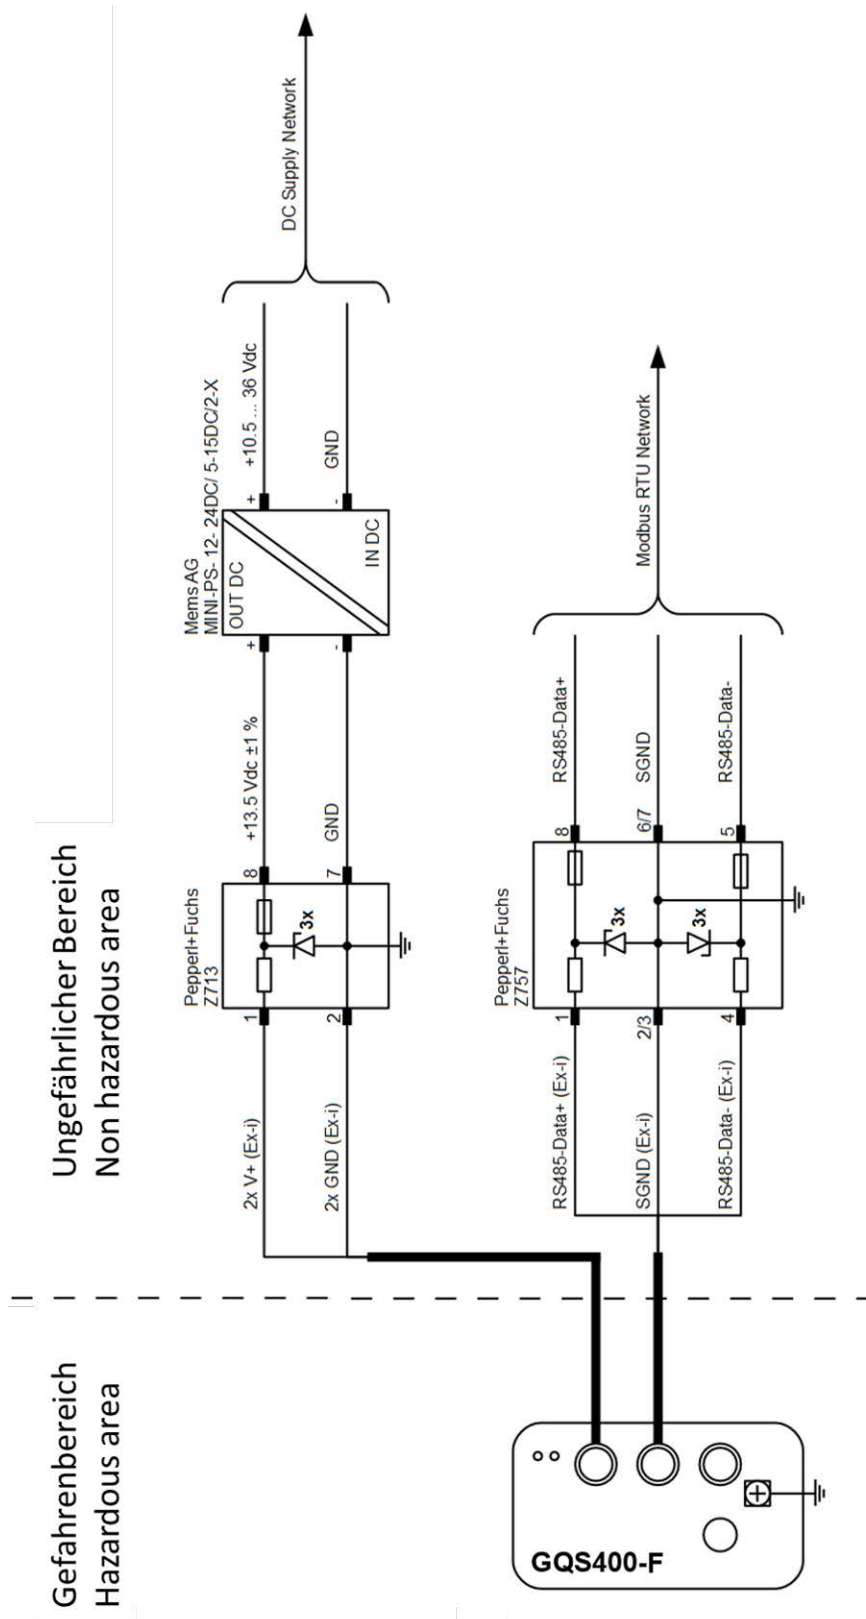 Gefahrenbereich
Hazardous area
Ungefährlicher Bereich
Non hazardous area
GQS400-F
2x V+ (Ex-i)
2x GND (Ex-i)
Pepperl+Fuchs
Z713
1
2
3x
8
7
+13.5 Vdc ±1 %
GND
Mems AG
MINI-PS- 12- 24DC/ 5-15DC/2-X
OUT DC
IN DC
+
-
+
-
+10.5 ... 36 Vdc
GND
DC Supply Network
RS485-Data+ (Ex-i)
SGND (Ex-i)
RS485-Data- (Ex-i)
Pepperl+Fuchs
Z757
1
2/3
4
3x
3x
8
6/7
5
RS485-Data+
SGND
RS485-Data-
Modbus RTU Network